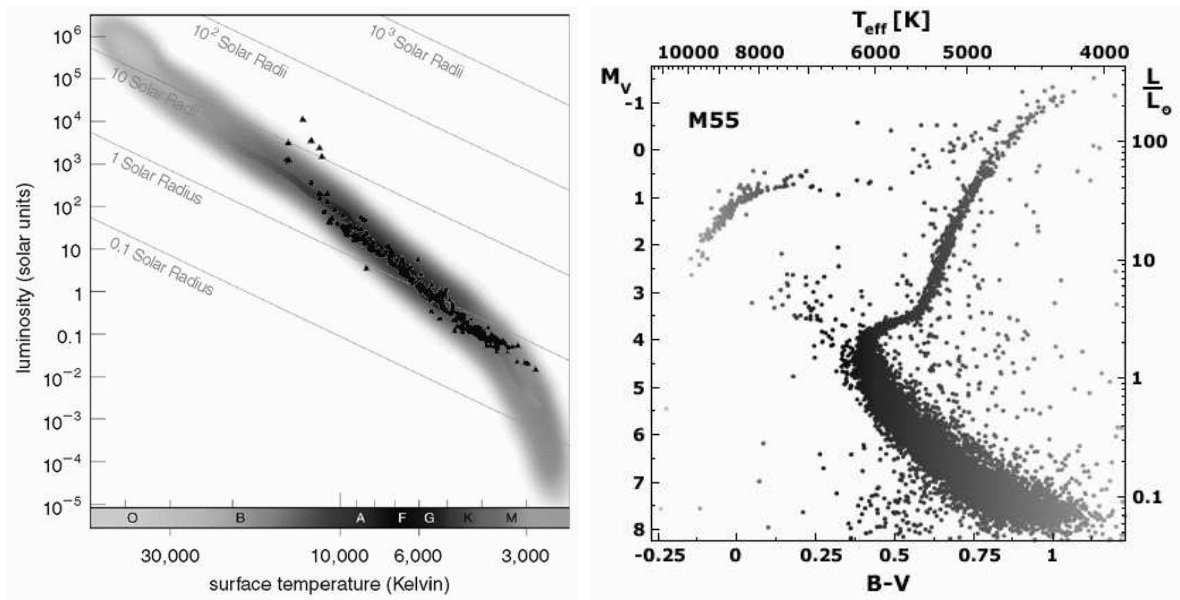 10^6
10^5
10^4
10^3
10^2
10
1
0.1
10^-2
10^-3
10^-4
10^-5
luminosity (solar units)
10^2 Solar Radii
10^3 Solar Radii
10 Solar Radii
1 Solar Radius
0.1 Solar Radius
O B A F G K M
30,000 10,000 6,000 3,000
surface temperature (Kelvin)
T_eff [K]
10000 8000 6000 5000 4000
M_V
-1
0
1
2
3
4
5
6
7
8
M55
L/L⊙
100
10
1
0.1
-0.25 0 0.25 0.5 0.75 1
B-V